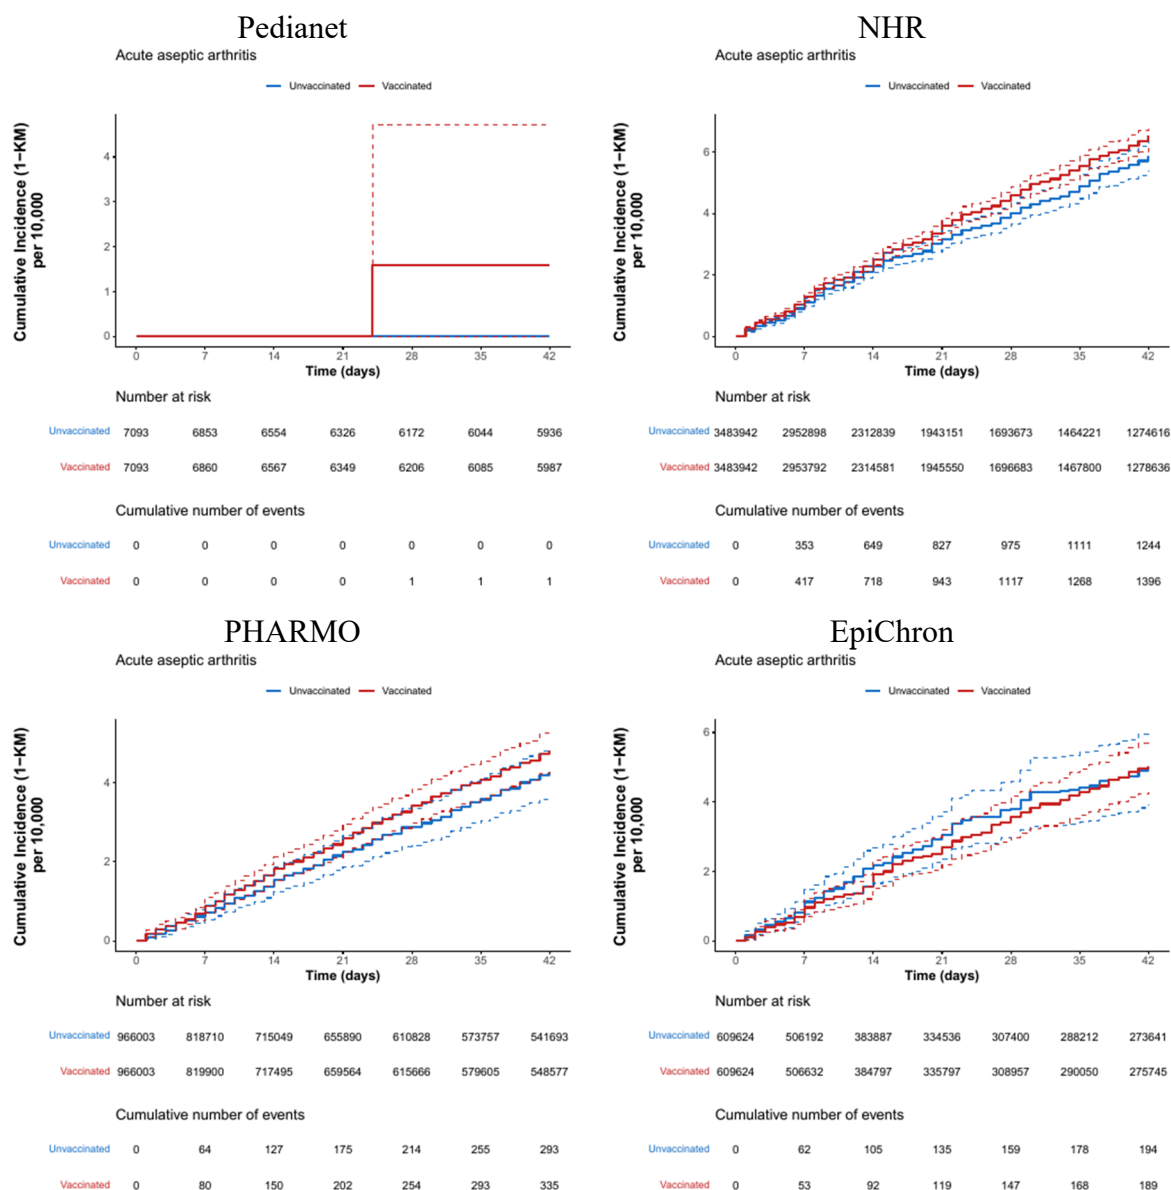 Pedianet
Acute aseptic arthritis
Unvaccinated Vaccinated
Cumulative Incidence (1−KM)
per 10,000
4
3
2
1
0
0 7 14 21 28 35 42
Time (days)
Number at risk
Unvaccinated 7093 6853 6554 6326 6172 6044 5936
Vaccinated 7093 6860 6567 6349 6206 6085 5987
Cumulative number of events
Unvaccinated 0 0 0 0 0 0 0
Vaccinated 0 0 0 0 1 1 1
NHR
Acute aseptic arthritis
Unvaccinated Vaccinated
Cumulative Incidence (1−KM)
per 10,000
6
4
2
0
0 7 14 21 28 35 42
Time (days)
Number at risk
Unvaccinated 3483942 2952898 2312839 1943151 1693673 1464221 1274616
Vaccinated 3483942 2953792 2314581 1945550 1696683 1467800 1278636
Cumulative number of events
Unvaccinated 0 353 649 827 975 1111 1244
Vaccinated 0 417 718 943 1117 1268 1396
PHARMO
Acute aseptic arthritis
Unvaccinated Vaccinated
Cumulative Incidence (1−KM)
per 10,000
4
2
0
0 7 14 21 28 35 42
Time (days)
Number at risk
Unvaccinated 966003 818710 715049 655890 610828 573757 541693
Vaccinated 966003 819900 717495 659564 615666 579605 548577
Cumulative number of events
Unvaccinated 0 64 127 175 214 255 293
Vaccinated 0 80 150 202 254 293 335
EpiChron
Acute aseptic arthritis
Unvaccinated Vaccinated
Cumulative Incidence (1−KM)
per 10,000
6
4
2
0
0 7 14 21 28 35 42
Time (days)
Number at risk
Unvaccinated 609624 506192 383887 334536 307400 288212 273641
Vaccinated 609624 506632 384797 335797 308957 290050 275745
Cumulative number of events
Unvaccinated 0 62 105 135 159 178 194
Vaccinated 0 53 92 119 147 168 189